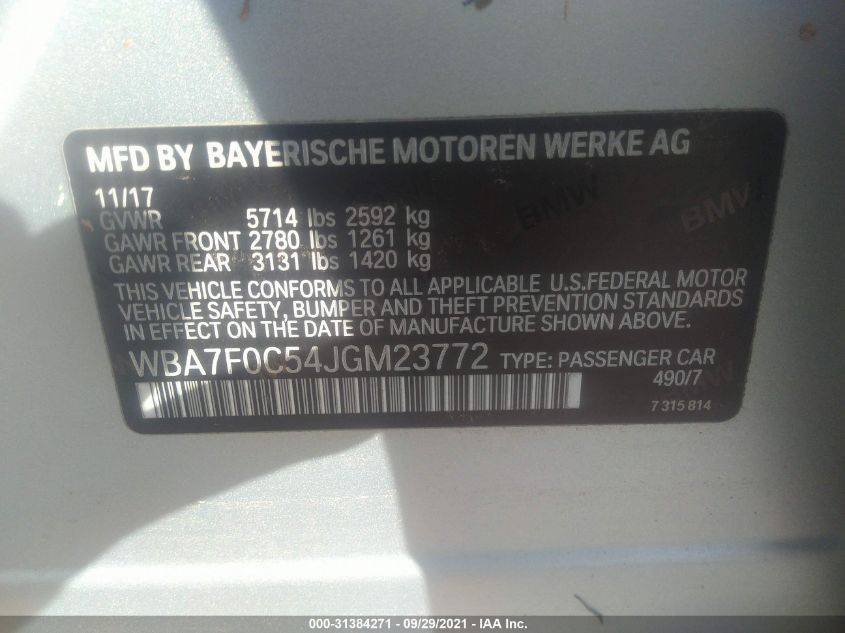 MFD BY BAYERISCHE MOTOREN WERKE AG
11/17
GVWR 5714 lbs 2592 kg
GAWR FRONT 2780 lbs 1261 kg
GAWR REAR 3131 lbs 1420 kg
THIS VEHICLE CONFORMS TO ALL APPLICABLE U.S.FEDERAL MOTOR
VEHICLE SAFETY, BUMPER AND THEFT PREVENTION STANDARDS
IN EFFECT ON THE DATE OF MANUFACTURE SHOWN ABOVE.
WBA7F0C54JGM23772 TYPE: PASSENGER CAR
490/7
7 315 814
BMW
BMW
BMW
000-31384271 - 09/29/2021 - IAA Inc.